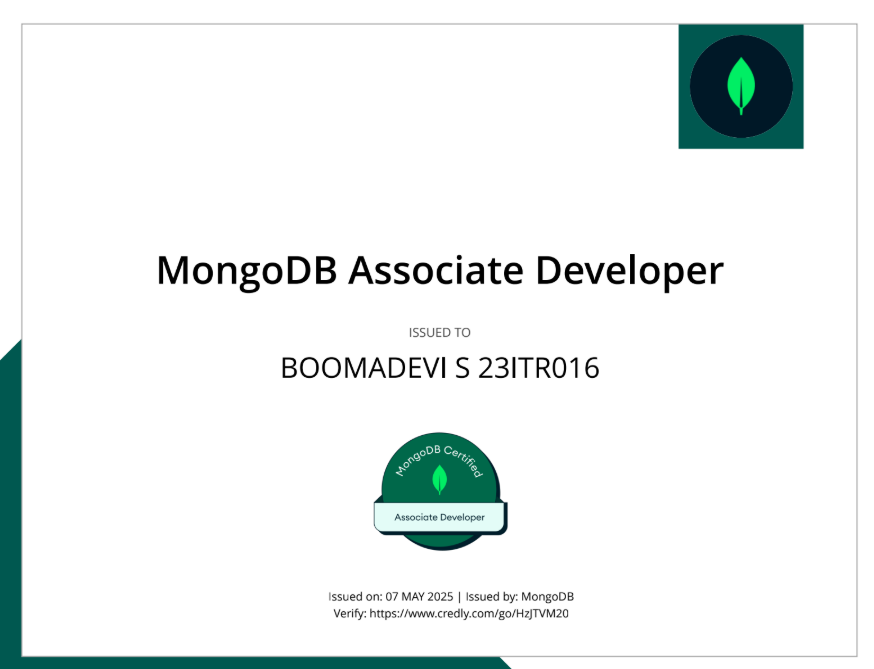 MongoDB Associate Developer
ISSUED TO
BOOMADEVI S 23ITR016
MongoDB Certified
Associate Developer
Issued on: 07 MAY 2025 | Issued by: MongoDB
Verify: https://www.credly.com/go/HzJTVM20